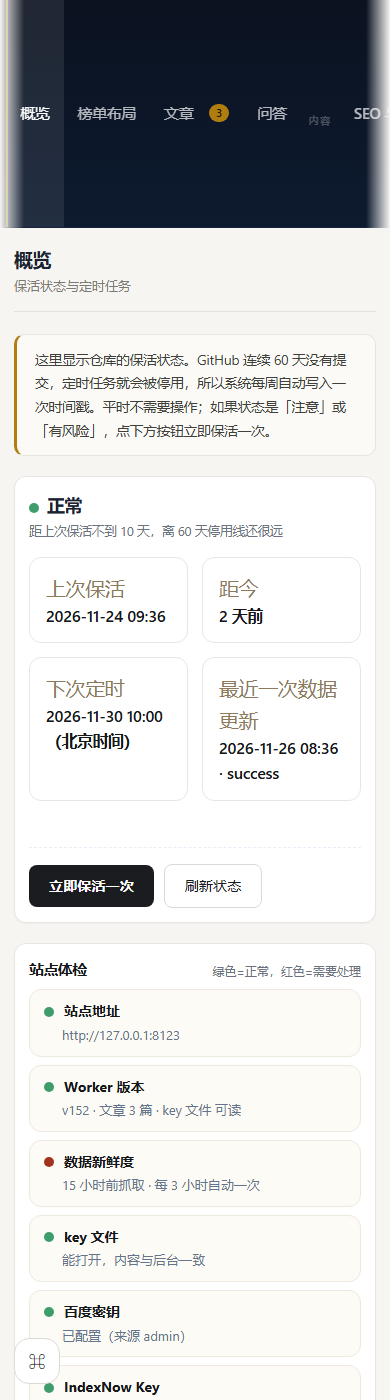 概览 榜单布局 文章 3 问答 内容 SEO
概览
保活状态与定时任务
这里显示仓库的保活状态。GitHub 连续 60 天没有提
交，定时任务就会被停用，所以系统每周自动写入一
次时间戳。平时不需要操作；如果状态是「注意」或
「有风险」，点下方按钮立即保活一次。
正常
距上次保活不到 10 天，离 60 天停用线还很远
上次保活
2026-11-24 09:36
距今
2 天前
下次定时
2026-11-30 10:00
（北京时间）
最近一次数据
更新
2026-11-26 08:36
· success
立即保活一次
刷新状态
站点体检
绿色=正常，红色=需要处理
站点地址
http://127.0.0.1:8123
Worker 版本
v152 · 文章 3 篇 · key 文件 可读
数据新鲜度
15 小时前抓取 · 每 3 小时自动一次
key 文件
能打开，内容与后台一致
百度密钥
已配置（来源 admin）
⌘
IndexNow Key